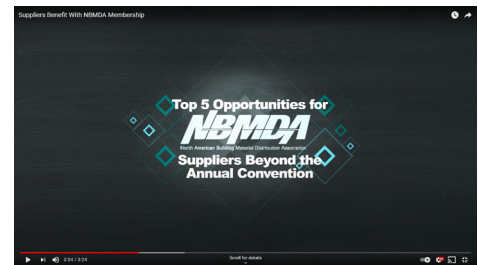 Suppliers Benefit With NBMDA Membership
Top 5 Opportunities for
NBMDA
North American Building Material Distribution Association
Suppliers Beyond the
Annual Convention
0:54 / 3:24
Scroll for details